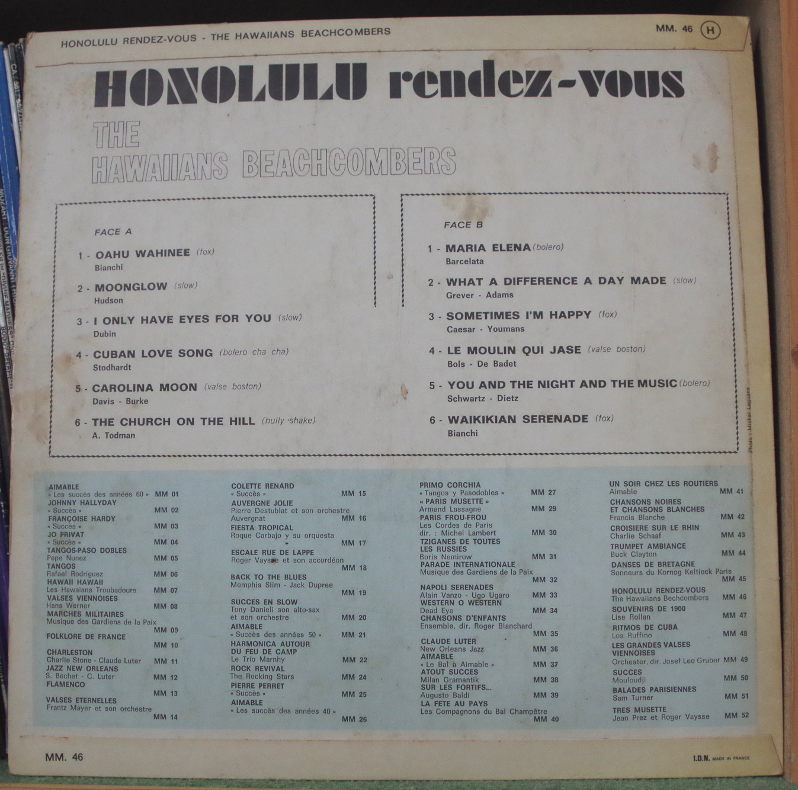 HONOLULU RENDEZ-VOUS - THE HAWAIIANS BEACHCOMBERS
MM. 46 H
HONOLULU rendez-vous
THE
HAWAIIANS BEACHCOMBERS
FACE A
1 - OAHU WAHINEE (fox)
Bianchi
2 - MOONGLOW (slow)
Hudson
3 - I ONLY HAVE EYES FOR YOU (slow)
Dubin
4 - CUBAN LOVE SONG (bolero cha cha)
Stodhardt
5 - CAROLINA MOON (valse boston)
Davis - Burke
6 - THE CHURCH ON THE HILL (hully shake)
A. Todman
FACE B
1 - MARIA ELENA (bolero)
Barcelata
2 - WHAT A DIFFERENCE A DAY MADE (slow)
Grever - Adams
3 - SOMETIMES I'M HAPPY (fox)
Caesar - Youmans
4 - LE MOULIN QUI JASE (valse boston)
Bols - De Badet
5 - YOU AND THE NIGHT AND THE MUSIC (bolero)
Schwartz - Dietz
6 - WAIKIKIAN SERENADE (fox)
Bianchi
AIMABLE
« Les succès des années 60 » MM 01
JOHNNY HALLYDAY
« Succès » MM 02
FRANÇOISE HARDY
« Succès » MM 03
JO PRIVAT
« Succès » MM 04
TANGOS-PASO DOBLES
Pepe Nunez MM 05
TANGOS
Rafael Rodriguez MM 06
HAWAII HAWAII
Les Hawaiians Troubadours MM 07
VALSES VIENNOISES
Hans Werner MM 08
MARCHES MILITAIRES
Musique des Gardiens de la Paix
MM 09
FOLKLORE DE FRANCE
MM 10
CHARLESTON
Charlie Stone - Claude Luter MM 11
JAZZ NEW ORLEANS
S. Bechet - C. Luter MM 12
FLAMENCO
MM 13
VALSES ETERNELLES
Frantz Mayer et son orchestre
MM 14
COLETTE RENARD
« Succès » MM 15
AUVERGNE JOLIE
Pierre Destublat et son orchestre
Auvergnat MM 16
FIESTA TROPICAL
Roque Carbajo y su orquesta
MM 17
ESCALE RUE DE LAPPE
Roger Vaysse et son accordéon
MM 18
BACK TO THE BLUES
Memphis Slim - Jack Dupree
MM 19
SUCCES EN SLOW
Tony Danieli son alto-sax
et son orchestre MM 20
AIMABLE
« Succès des années 50 » MM 21
HARMONICA AUTOUR
DU FEU DE CAMP
Le Trio Marnhy MM 22
ROCK REVIVAL
The Rocking Stars MM 24
PIERRE PERRET
« Succès » MM 25
AIMABLE
« Les succès des années 40 »
MM 26
PRIMO CORCHIA
« Tangos y Pasodobles » MM 27
« PARIS MUSETTE »
Armand Lassagne MM 29
PARIS FROU-FROU
Les Cordes de Paris
dir. : Michel Lambert MM 30
TZIGANES DE TOUTES
LES RUSSIES
Boris Nemirow MM 31
PARADE INTERNATIONALE
Musique des Gardiens de la Paix
MM 32
NAPOLI SERENADES
Alain Vanzo - Ugo Ugaro MM 33
WESTERN O WESTERN
Dead Eye MM 34
CHANSONS D'ENFANTS
Ensemble, dir. Roger Blanchard
MM 35
CLAUDE LUTER
New Orleans Jazz MM 36
AIMABLE
« Le Bal à Aimable » MM 37
ATOUT SUCCES
Milan Gramantik MM 38
SUR LES FORTIFS...
Augusto Baldi MM 39
LA FETE AU PAYS
Les Compagnons du Bal Champêtre
MM 40
UN SOIR CHEZ LES ROUTIERS
Aimable MM 41
CHANSONS NOIRES
ET CHANSONS BLANCHES
Francis Blanche MM 42
CROISIERE SUR LE RHIN
Charlie Schaaf MM 43
TRUMPET AMBIANCE
Buck Clayton MM 44
DANSES DE BRETAGNE
Sonneurs du Kornog Keltiock Paris
MM 45
HONOLULU RENDEZ-VOUS
The Hawaiians Bechcombers MM 46
SOUVENIRS DE 1900
Lise Rollan MM 47
RITMOS DE CUBA
Leo Ruffino MM 48
LES GRANDES VALSES
VIENNOISES
Orchester dir. Josef Leo Gruber MM 49
SUCCES
Mouloudji MM 50
BALADES PARISIENNES
Sam Turner MM 51
TRES MUSETTE
Jean Prez et Roger Vaysse MM 52
MM. 46
I.D.N. MADE IN FRANCE